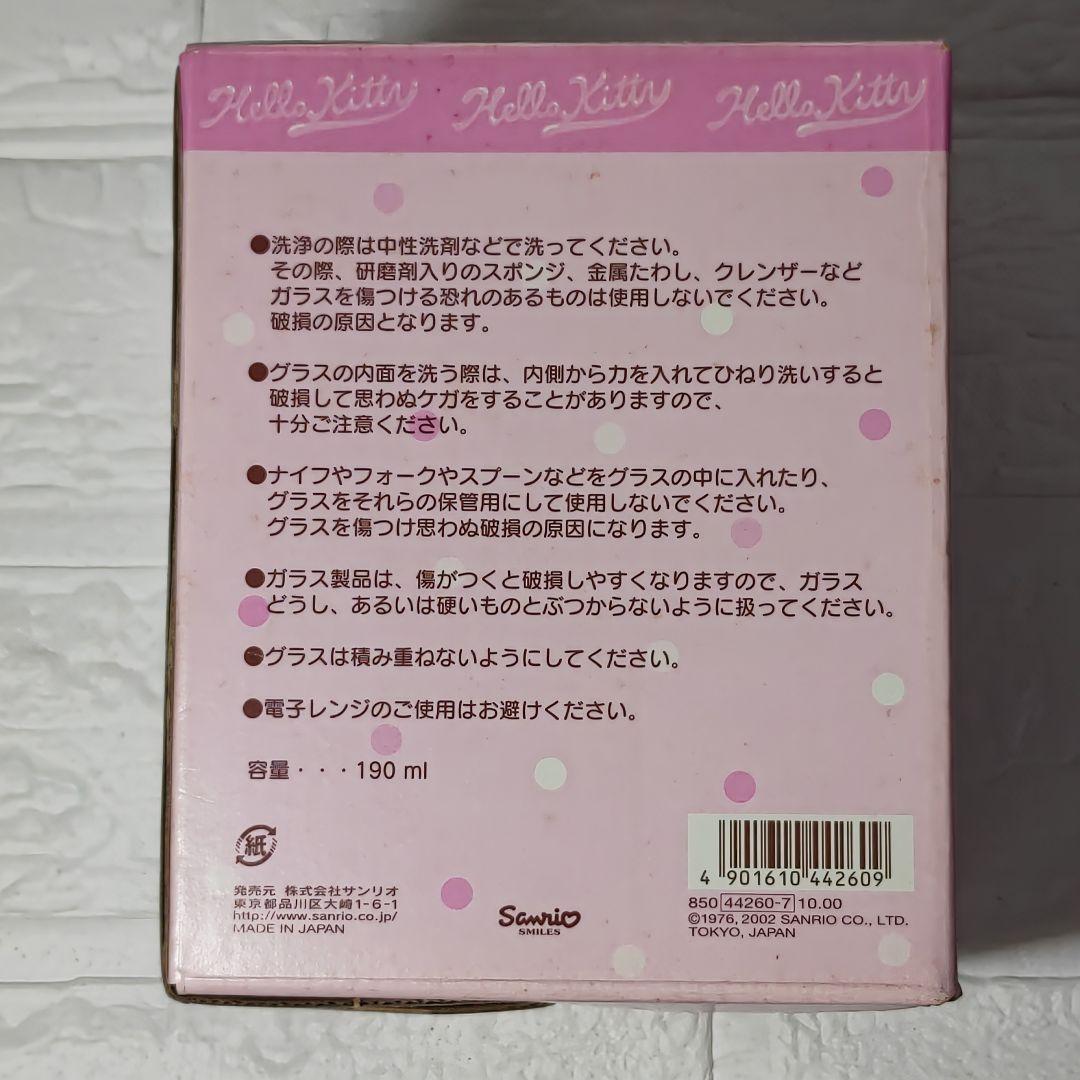 Hello Kitty Hello Kitty Hello Kitty
●洗浄の際は中性洗剤などで洗ってください。
その際、研磨剤入りのスポンジ、金属たわし、クレンザーなど
ガラスを傷つける恐れのあるものは使用しないでください。
破損の原因となります。
●グラスの内面を洗う際は、内側から力を入れてひねり洗いすると
破損して思わぬケガをすることがありますので、
十分ご注意ください。
●ナイフやフォークやスプーンなどをグラスの中に入れたり、
グラスをそれらの保管用にして使用しないでください。
グラスを傷つけ思わぬ破損の原因になります。
●ガラス製品は、傷がつくと破損しやすくなりますので、ガラス
どうし、あるいは硬いものとぶつからないように扱ってください。
●グラスは積み重ねないようにしてください。
●電子レンジのご使用はお避けください。
容量・・・190 ml
紙
発売元 株式会社サンリオ
東京都品川区大崎1-6-1
http://www.sanrio.co.jp/
MADE IN JAPAN
Sanrio
SMILES
4 901610 442609
850 44260-7 10.00
©1976, 2002 SANRIO CO., LTD.
TOKYO, JAPAN